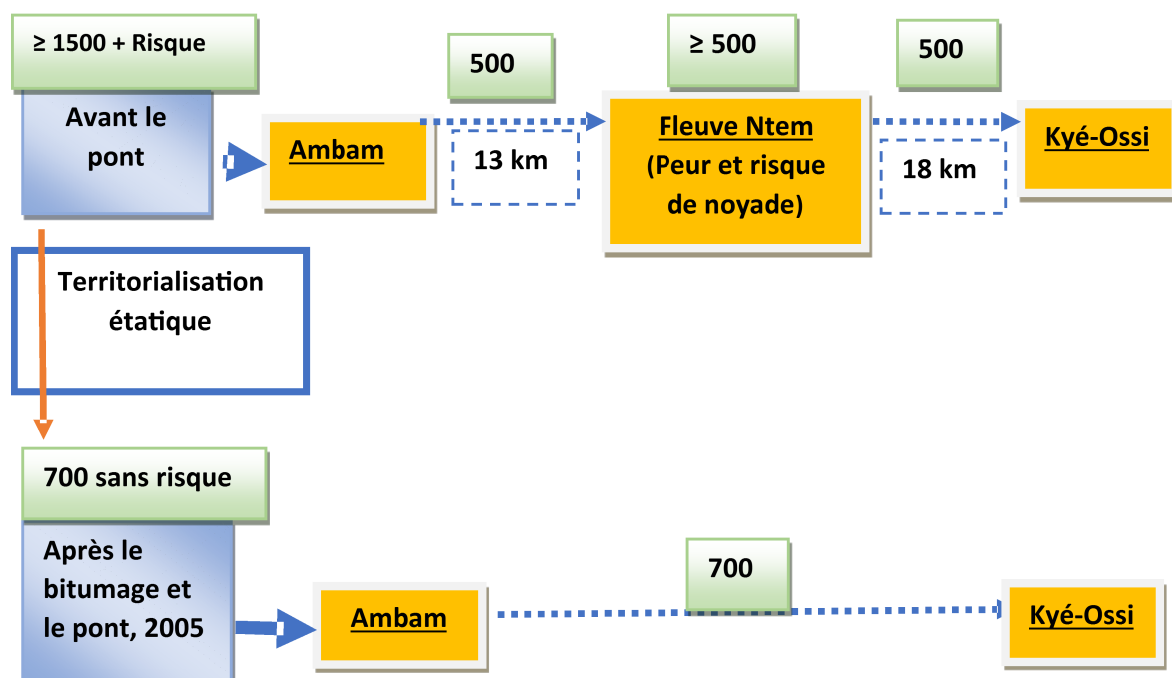 ≥ 1500 + Risque
Avant le
pont
Ambam
500
13 km
≥ 500
Fleuve Ntem
(Peur et risque
de noyade)
500
18 km
Kyé-Ossi
Territorialisation
étatique
700 sans risque
Après le
bitumage et
le pont, 2005
Ambam
700
Kyé-Ossi